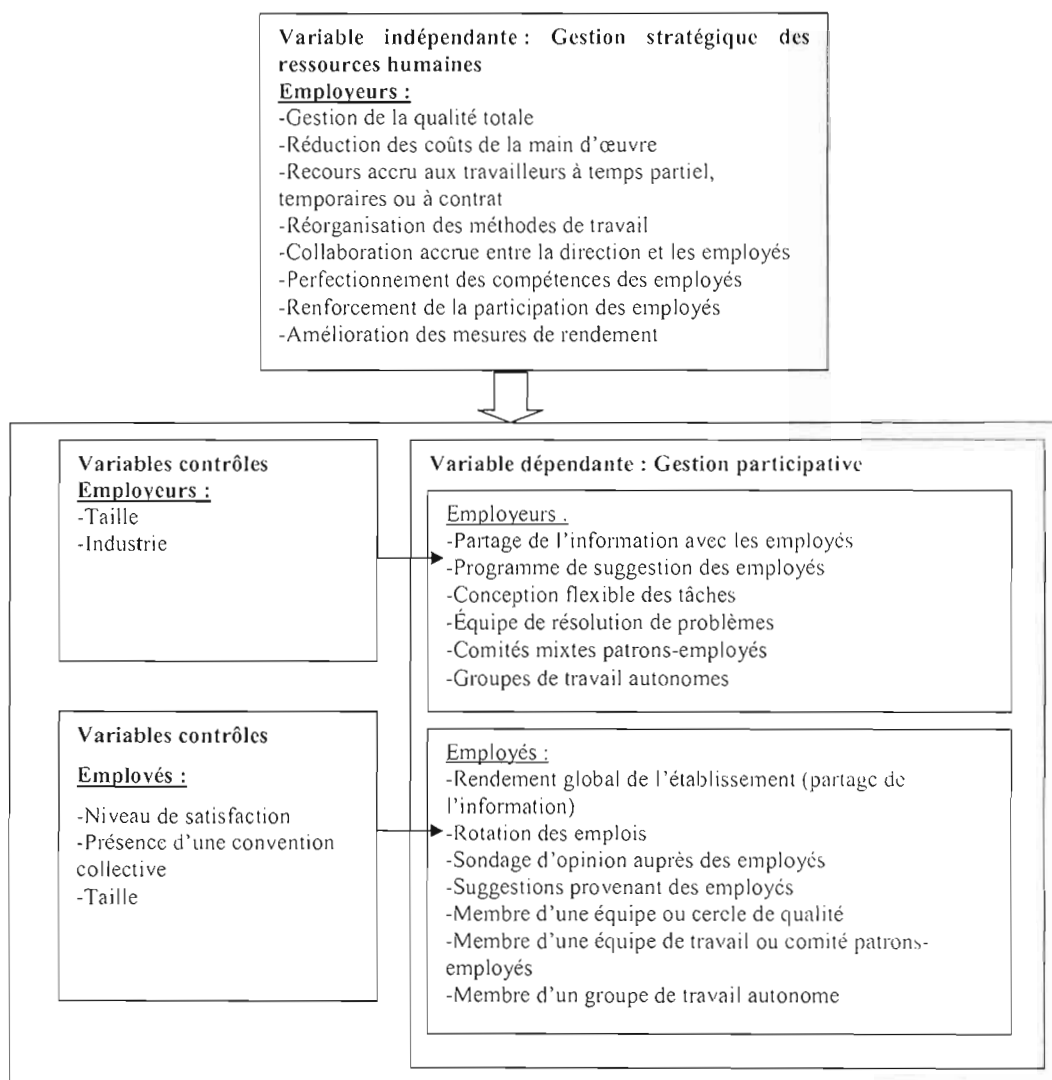 Variable indépendante : Gestion stratégique des
ressources humaines
Employeurs :
-Gestion de la qualité totale
-Réduction des coûts de la main d'œuvre
-Recours accru aux travailleurs à temps partiel,
temporaires ou à contrat
-Réorganisation des méthodes de travail
-Collaboration accrue entre la direction et les employés
-Perfectionnement des compétences des employés
-Renforcement de la participation des employés
-Amélioration des mesures de rendement
Variables contrôles
Employeurs :
-Taille
-Industrie
Variables contrôles
Employés :
-Niveau de satisfaction
-Présence d'une convention
collective
-Taille
Variable dépendante : Gestion participative
Employeurs :
-Partage de l'information avec les employés
-Programme de suggestion des employés
-Conception flexible des tâches
-Équipe de résolution de problèmes
-Comités mixtes patrons-employés
-Groupes de travail autonomes
Employés :
-Rendement global de l'établissement (partage de
l'information)
-Rotation des emplois
-Sondage d'opinion auprès des employés
-Suggestions provenant des employés
-Membre d'une équipe ou cercle de qualité
-Membre d'une équipe de travail ou comité patrons-
employés
-Membre d'un groupe de travail autonome